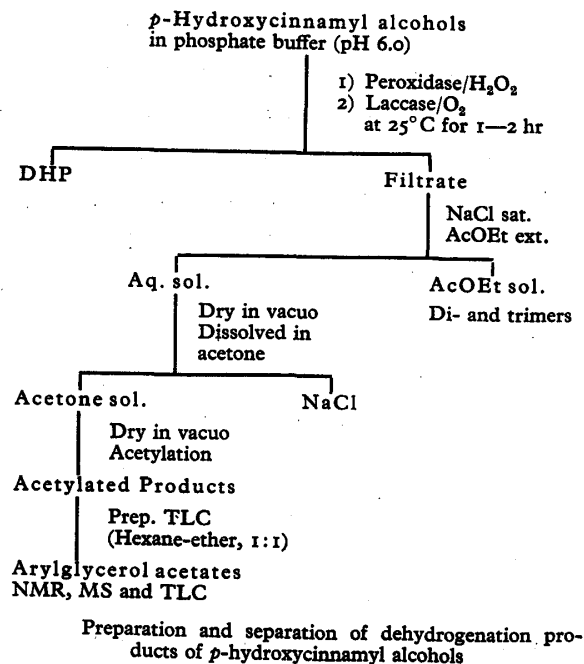 p-Hydroxycinnamyl alcohols
in phosphate buffer (pH 6.0)
1) Peroxidase/H₂O₂
2) Laccase/O₂
at 25°C for 1—2 hr
DHP
Filtrate
NaCl sat.
AcOEt ext.
Aq. sol.
AcOEt sol.
Dry in vacuo
Dissolved in
acetone
Di- and trimers
Acetone sol.
NaCl
Dry in vacuo
Acetylation
Acetylated Products
Prep. TLC
(Hexane-ether, 1:1)
Arylglycerol acetates
NMR, MS and TLC
Preparation and separation of dehydrogenation pro-
ducts of p-hydroxycinnamyl alcohols